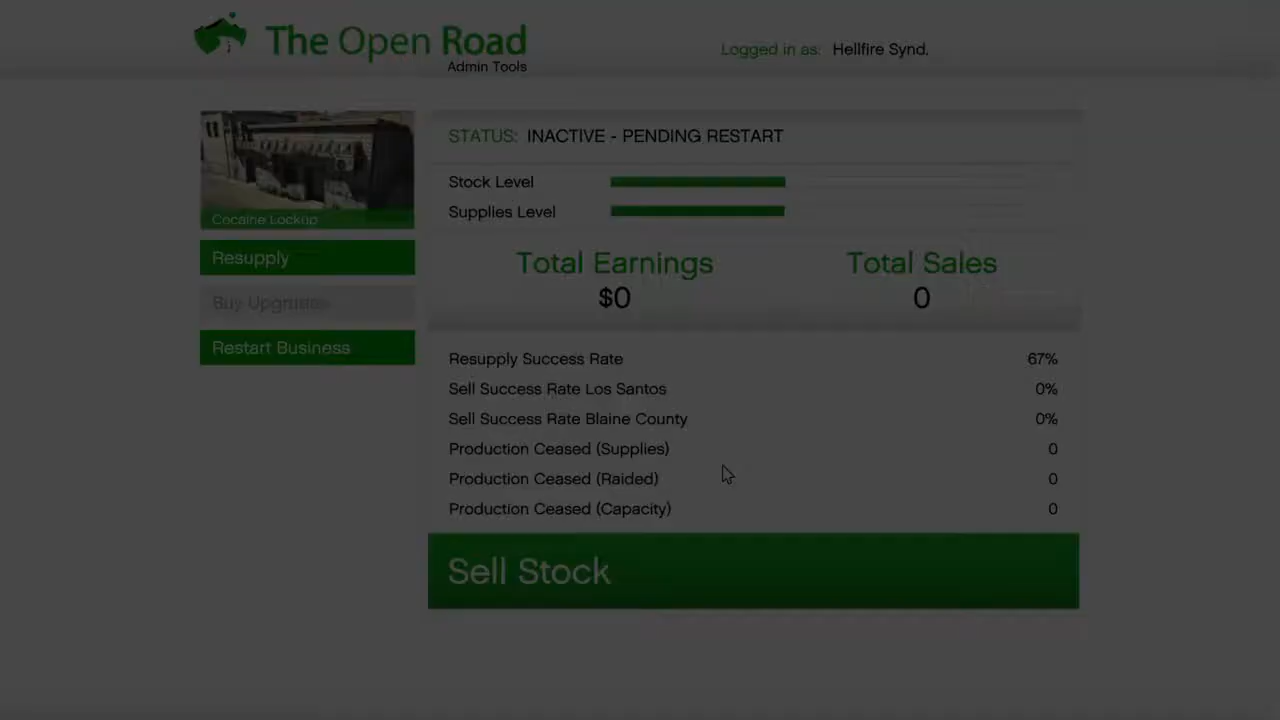 The Open Road
Admin Tools
Logged in as: Hellfire Synd.
Cocaine Lockup
Resupply
Buy Upgrades
Restart Business
STATUS: INACTIVE - PENDING RESTART
Stock Level
Supplies Level
Total Earnings
$0
Total Sales
0
Resupply Success Rate 67%
Sell Success Rate Los Santos 0%
Sell Success Rate Blaine County 0%
Production Ceased (Supplies) 0
Production Ceased (Raided) 0
Production Ceased (Capacity) 0
Sell Stock